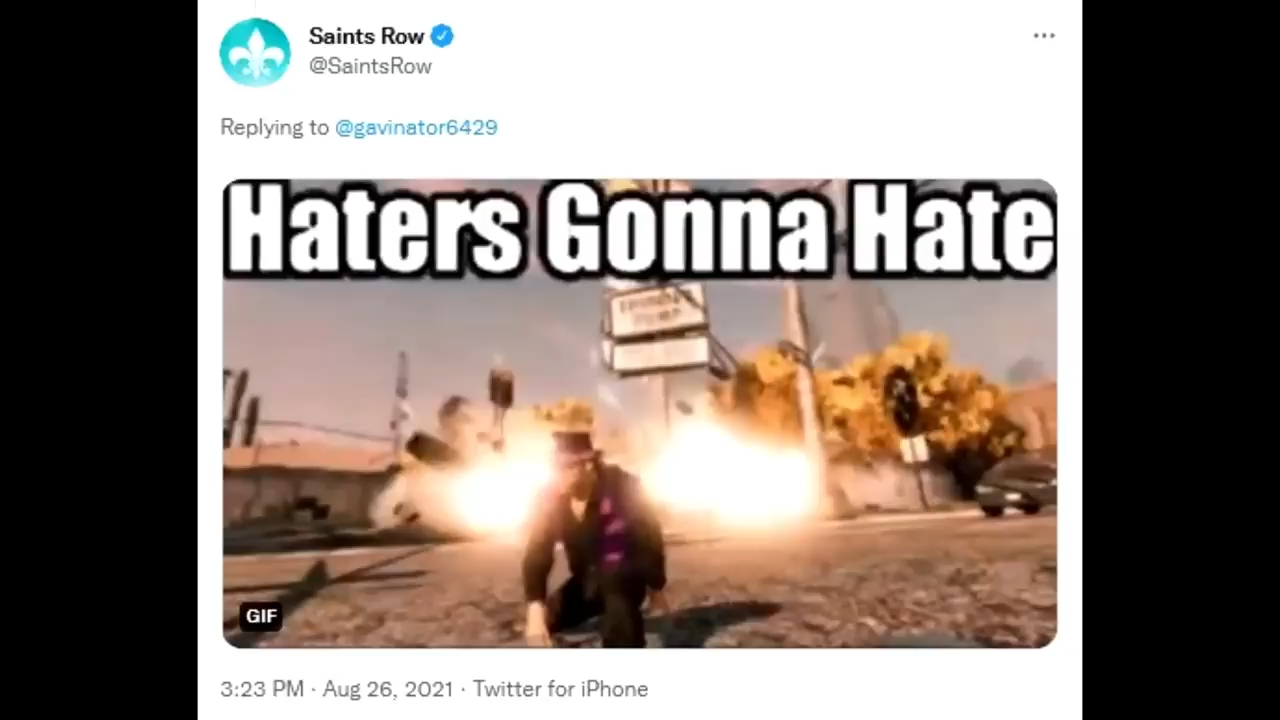 Saints Row
@SaintsRow
Replying to @gavinator6429
Haters Gonna Hate
GIF
3:23 PM · Aug 26, 2021 · Twitter for iPhone